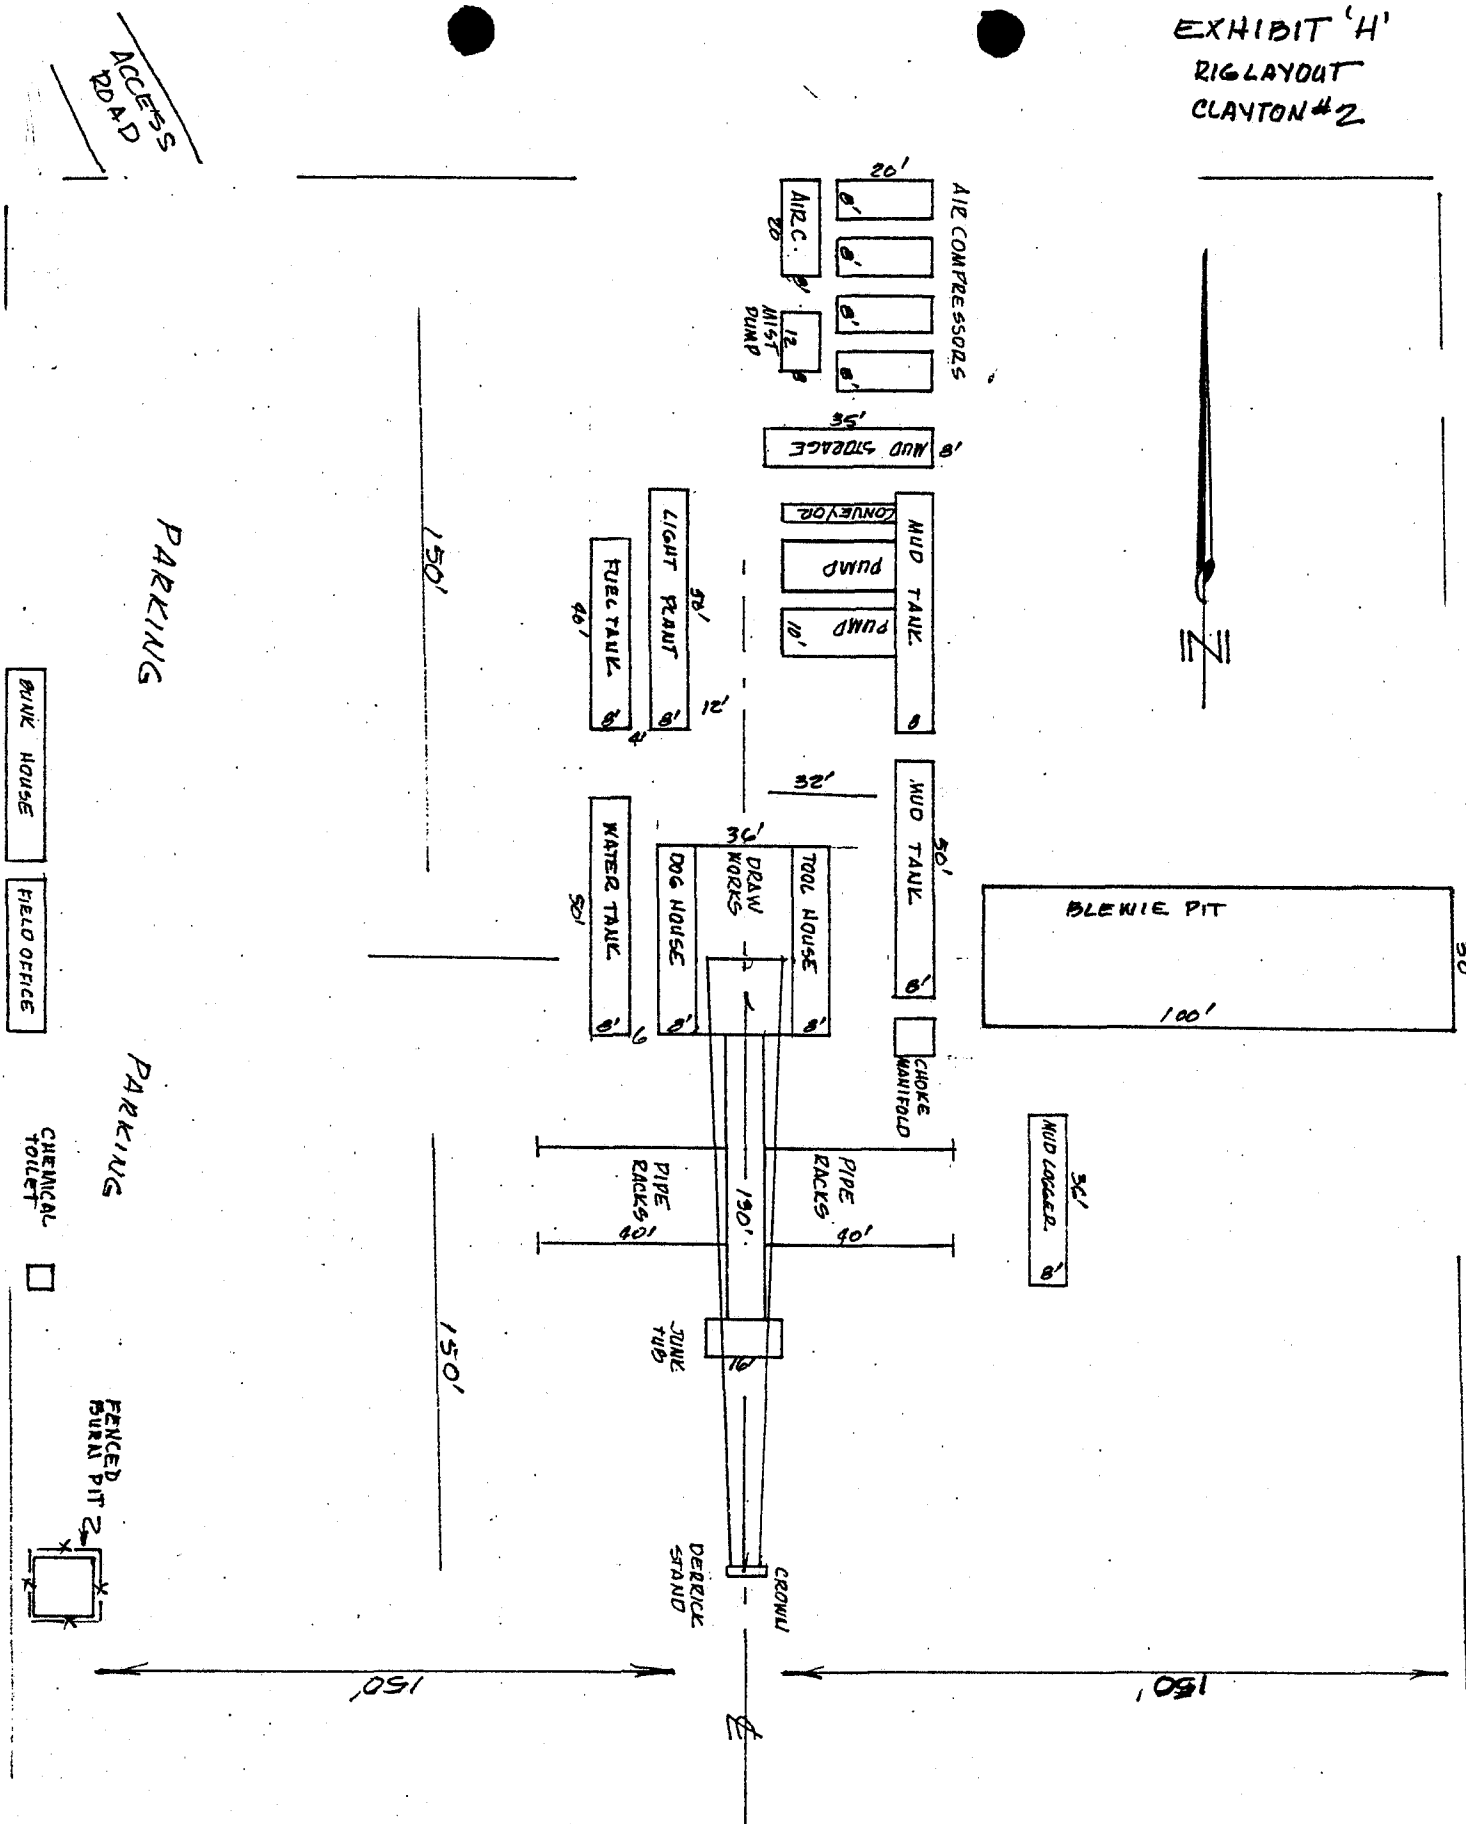 EXHIBIT 'H'
RIG LAYOUT
CLAYTON #2
ACCESS
ROAD
20'
AIR COMPRESSORS
8'
8'
8'
8'
AIR C.
20
8'
12
MIST
PUMP
8
35'
MUD STORAGE
8'
CONVEYOR
PUMP
PUMP
10'
MUD TANK
8
LIGHT PLANT
50'
8'
12'
FUEL TANK
40'
8'
4'
150'
PARKING
N
BUNK HOUSE
FIELD OFFICE
32'
MUD TANK
50'
8'
36'
DRAW
WORKS
DOG HOUSE
8'
TOOL HOUSE
8'
WATER TANK
50'
8'
6
BLEWIE PIT
100'
50
CHOKE
MANIFOLD
PARKING
CHEMICAL
TOILET
PIPE
RACKS
40'
130'
PIPE
RACKS
40'
MUD LOGGER
36'
8'
JUNK
TUB
16'
150'
FENCED
BURN PIT
DERRICK
STAND
CROWN
150'
150'